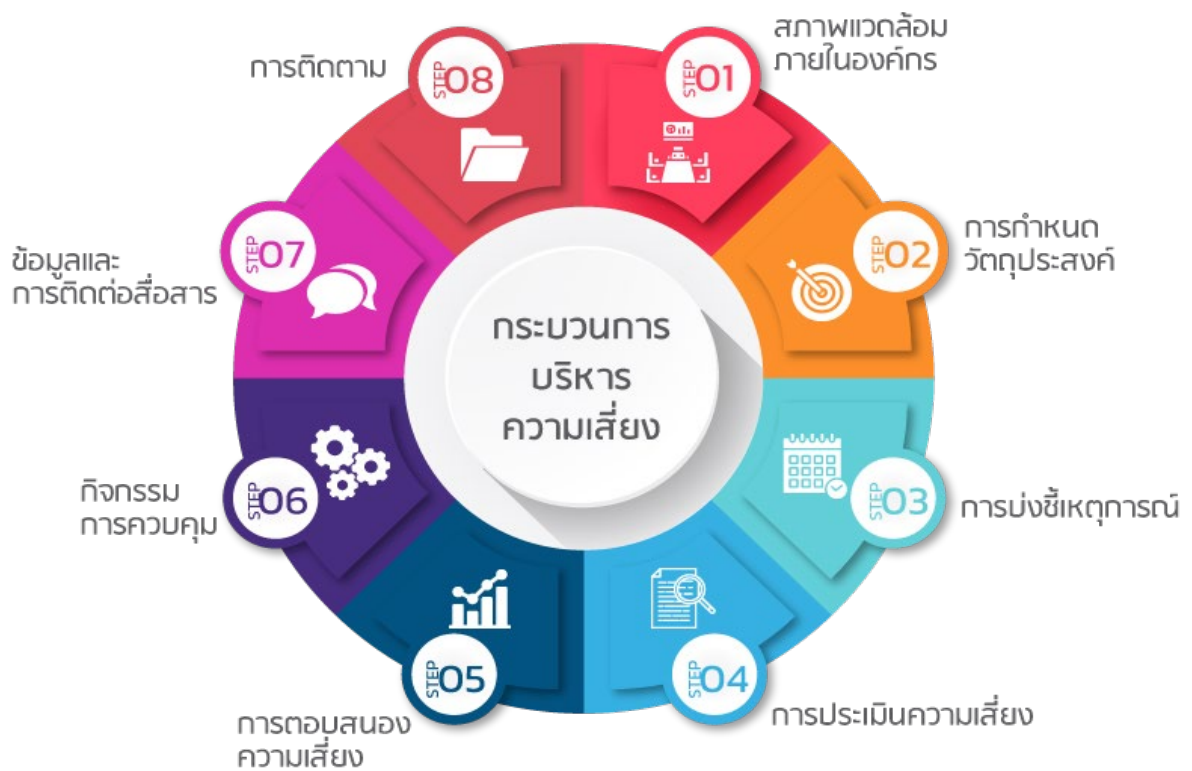 กระบวนการ
บริหาร
ความเสี่ยง
STEP 01
สภาพแวดล้อม
ภายในองค์กร
STEP 02
การกำหนด
วัตถุประสงค์
STEP 03
การบ่งชี้เหตุการณ์
STEP 04
การประเมินความเสี่ยง
STEP 05
การตอบสนอง
ความเสี่ยง
STEP 06
กิจกรรม
การควบคุม
STEP 07
ข้อมูลและ
การติดต่อสื่อสาร
STEP 08
การติดตาม